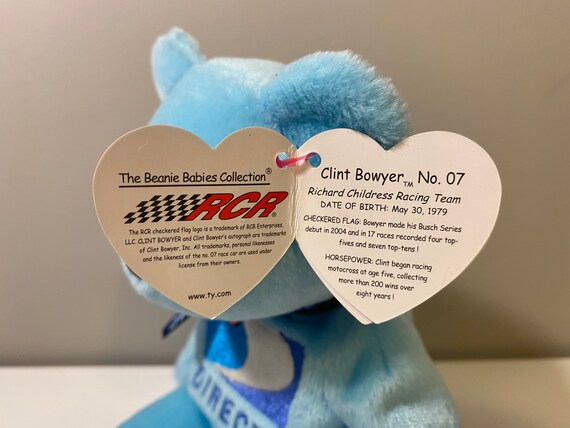 The Beanie Babies Collection®
RCR®
The RCR checkered flag logo is a trademark of RCR Enterprises,
LLC. CLINT BOWYER and Clint Bowyer's autograph are trademarks
of Clint Bowyer, Inc. All trademarks, personal likenesses
and the likeness of the no. 07 race car are used under
license from their owners.
www.ty.com
Clint Bowyer™ No. 07
Richard Childress Racing Team
DATE OF BIRTH: May 30, 1979
CHECKERED FLAG: Bowyer made his Busch Series
debut in 2004 and in 17 races recorded four top-
fives and seven top-tens !
HORSEPOWER: Clint began racing
motocross at age five, collecting
more than 200 wins over
eight years !
DIREC